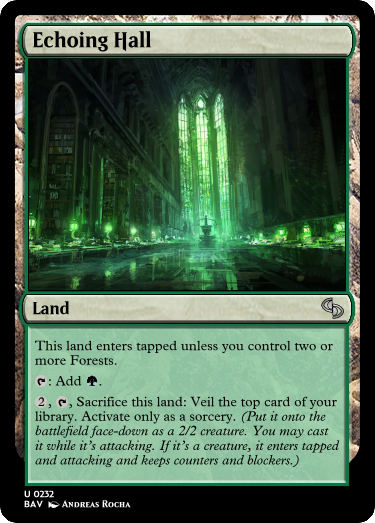 Echoing Hall
Land
This land enters tapped unless you control two or
more Forests.
: Add .
2, , Sacrifice this land: Veil the top card of your
library. Activate only as a sorcery. (Put it onto the
battlefield face-down as a 2/2 creature. You may cast
it while it's attacking. If it's a creature, it enters tapped
and attacking and keeps counters and blockers.)
U 0232
BAV Andreas Rocha